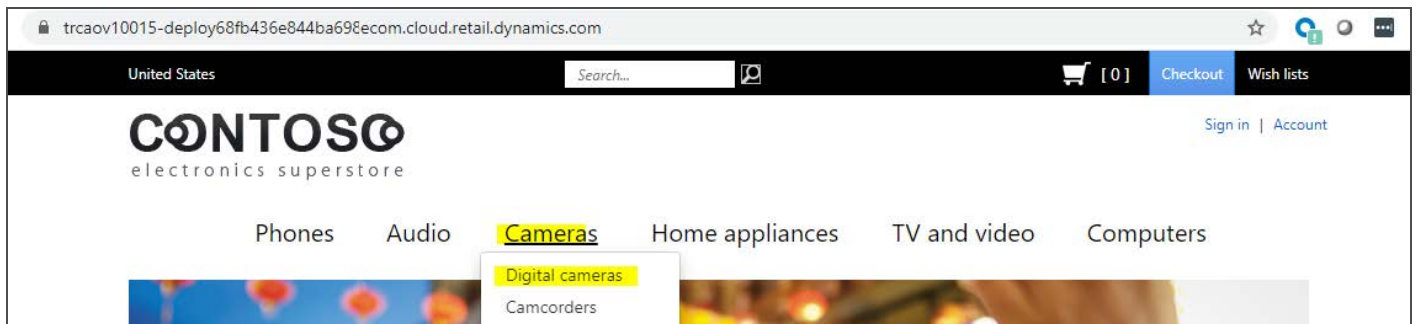 trcaov10015-deploy68fb436e844ba698ecom.cloud.retail.dynamics.com
United States Search... [ 0 ] Checkout Wish lists
CONTOSO
electronics superstore
Sign in | Account
Phones Audio Cameras Home appliances TV and video Computers
Digital cameras
Camcorders